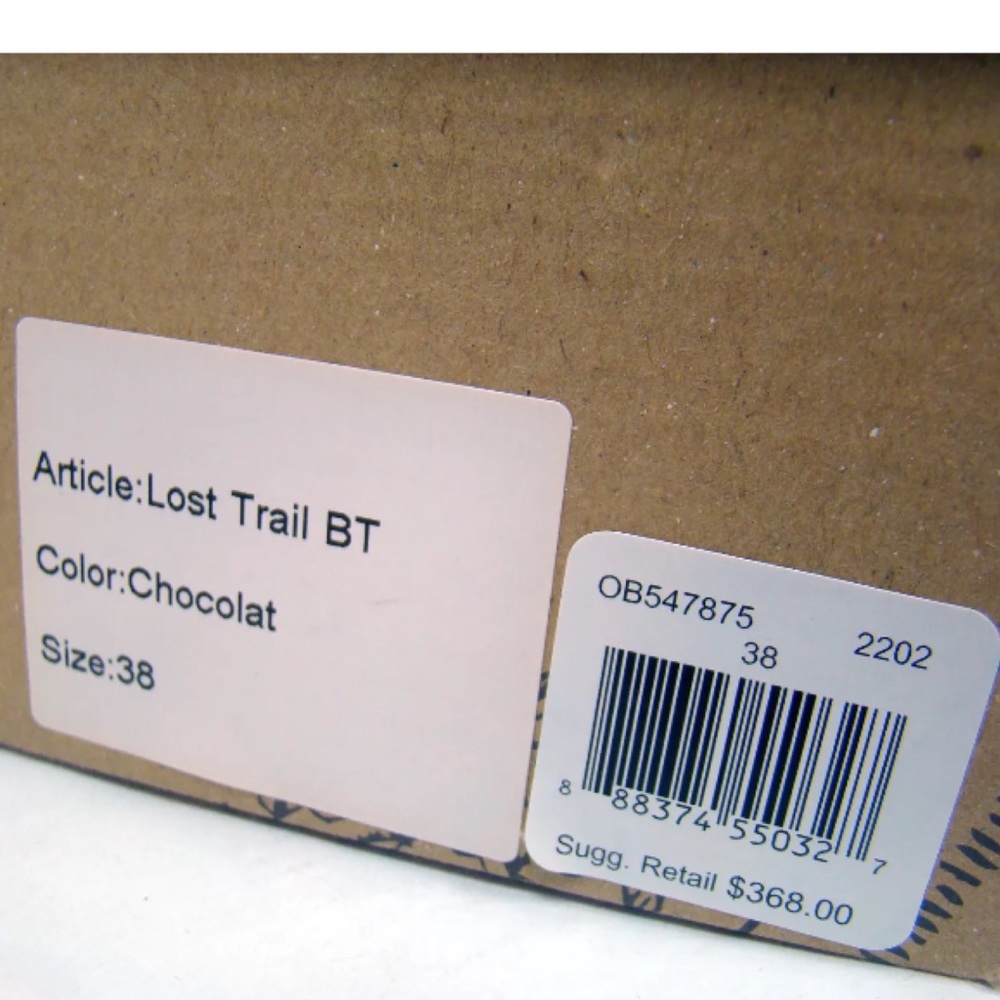 Article:Lost Trail BT
Color:Chocolat
Size:38
OB547875 2202
38
8 88374 55032 7
Sugg. Retail $368.00